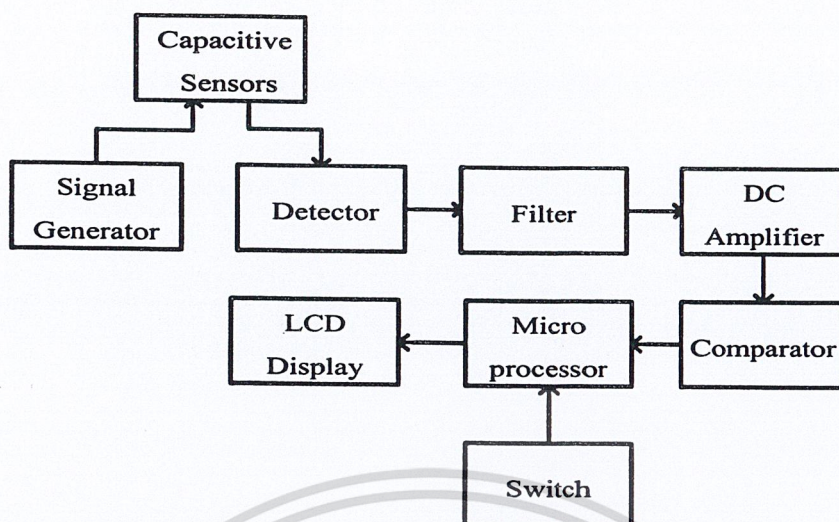 Capacitive
Sensors
Signal
Generator
Detector
Filter
DC
Amplifier
LCD
Display
Micro
processor
Comparator
Switch